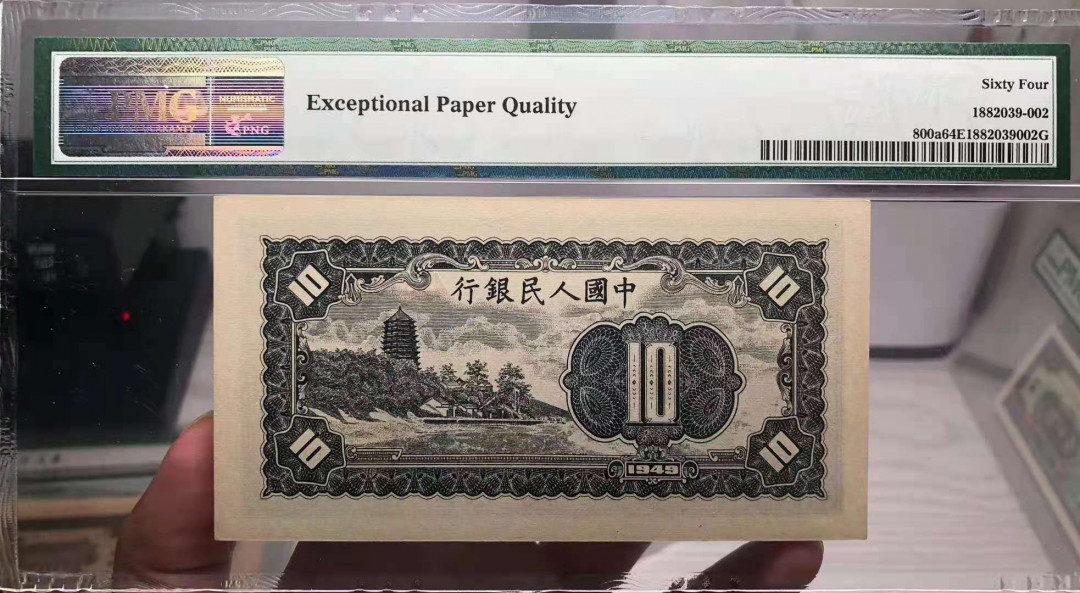 Sixty Four
Exceptional Paper Quality
1882039-002
800a64E1882039002G
PNG
中國人民銀行
10
10
10
10
10
1949